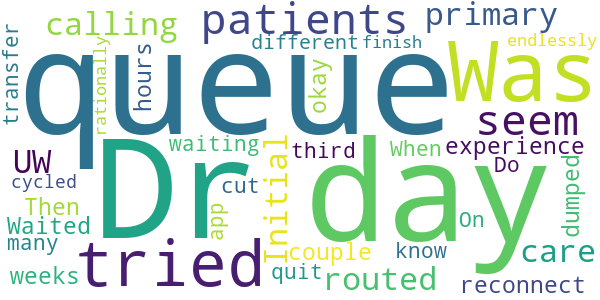 calling patients primary
transfer rationally hours different finish endlessly
queue okay Was
seem
Dr day waiting third When experience
UW Initial Do
cycled cut dumped
Then app On
Waited many tried couple know care
weeks quit routed reconnect